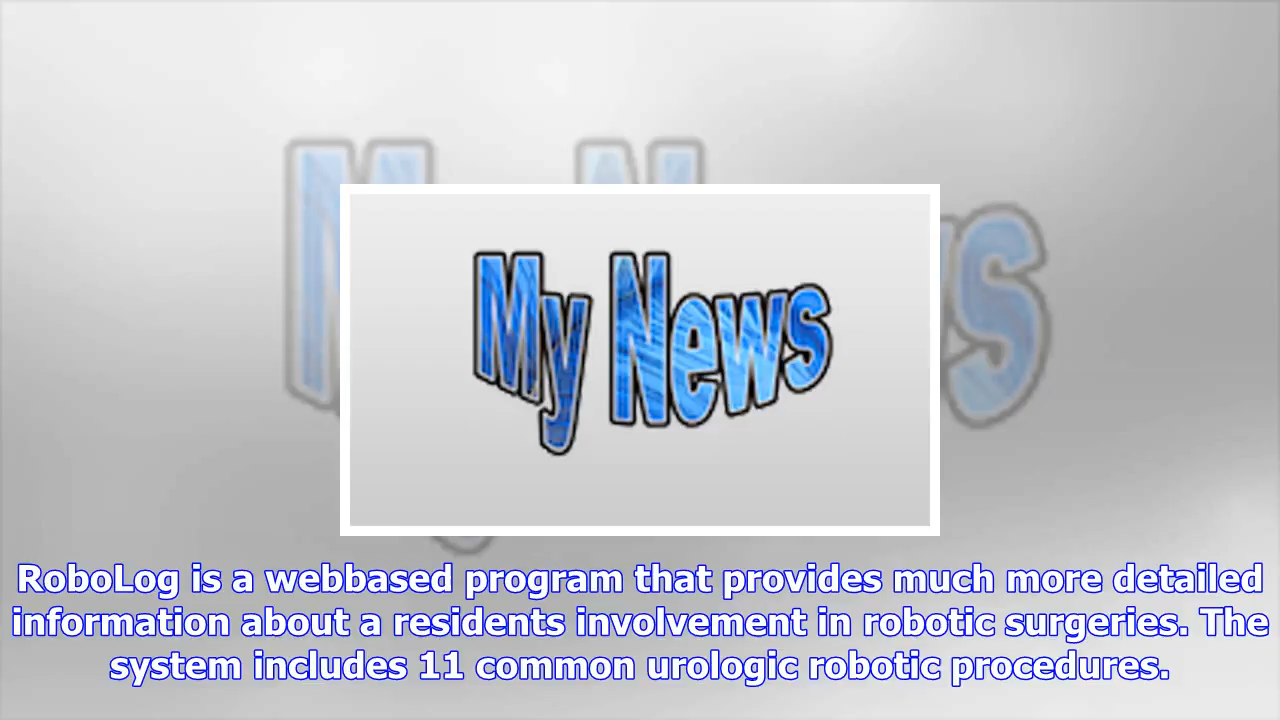 My News
RoboLog is a webbased program that provides much more detailed
information about a residents involvement in robotic surgeries. The
system includes 11 common urologic robotic procedures.